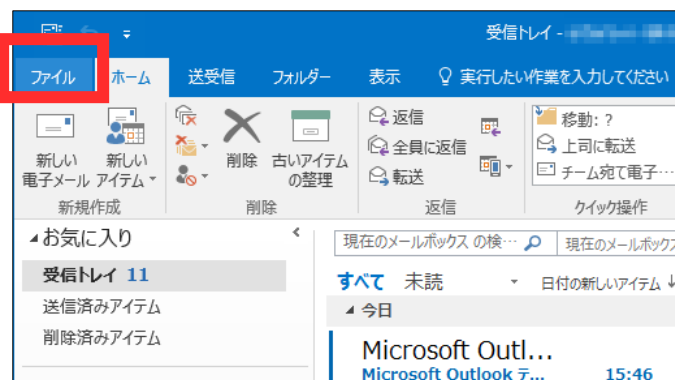 受信トレイ -
ファイル ホーム 送受信 フォルダー 表示 実行したい作業を入力してください
新しい 電子メール
新しい アイテム
削除
古いアイテム の整理
返信
全員に返信
転送
移動: ?
上司に転送
チーム宛て電子…
新規作成 削除 返信 クイック操作
お気に入り
現在のメールボックス の検… 現在のメールボックス
受信トレイ 11
すべて 未読 日付の新しいアイテム ↓
送信済みアイテム
今日
削除済みアイテム
Microsoft Outl...
Microsoft Outlook テ... 15:46